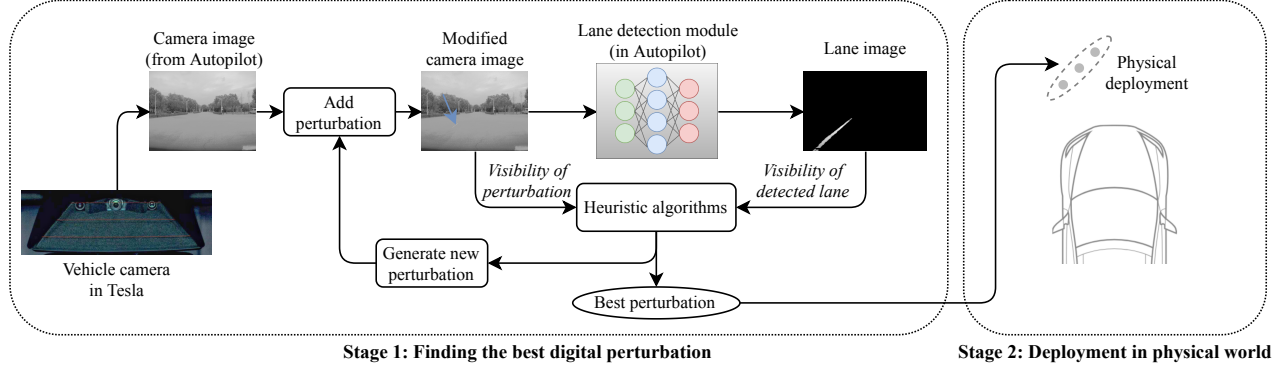 Camera image
(from Autopilot)
Modified
camera image
Lane detection module
(in Autopilot)
Lane image
Physical
deployment
Add
perturbation
Visibility of
perturbation
Visibility of
detected lane
Heuristic algorithms
Generate new
perturbation
Vehicle camera
in Tesla
Best perturbation
Stage 1: Finding the best digital perturbation
Stage 2: Deployment in physical world